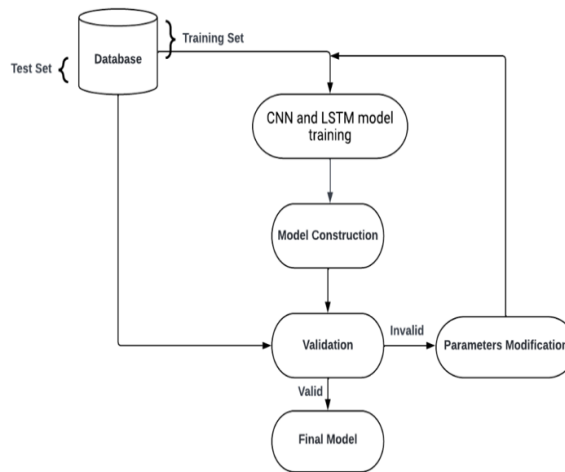 Training Set
Database
Test Set
CNN and LSTM model
training
Model Construction
Invalid
Validation
Parameters Modification
Valid
Final Model